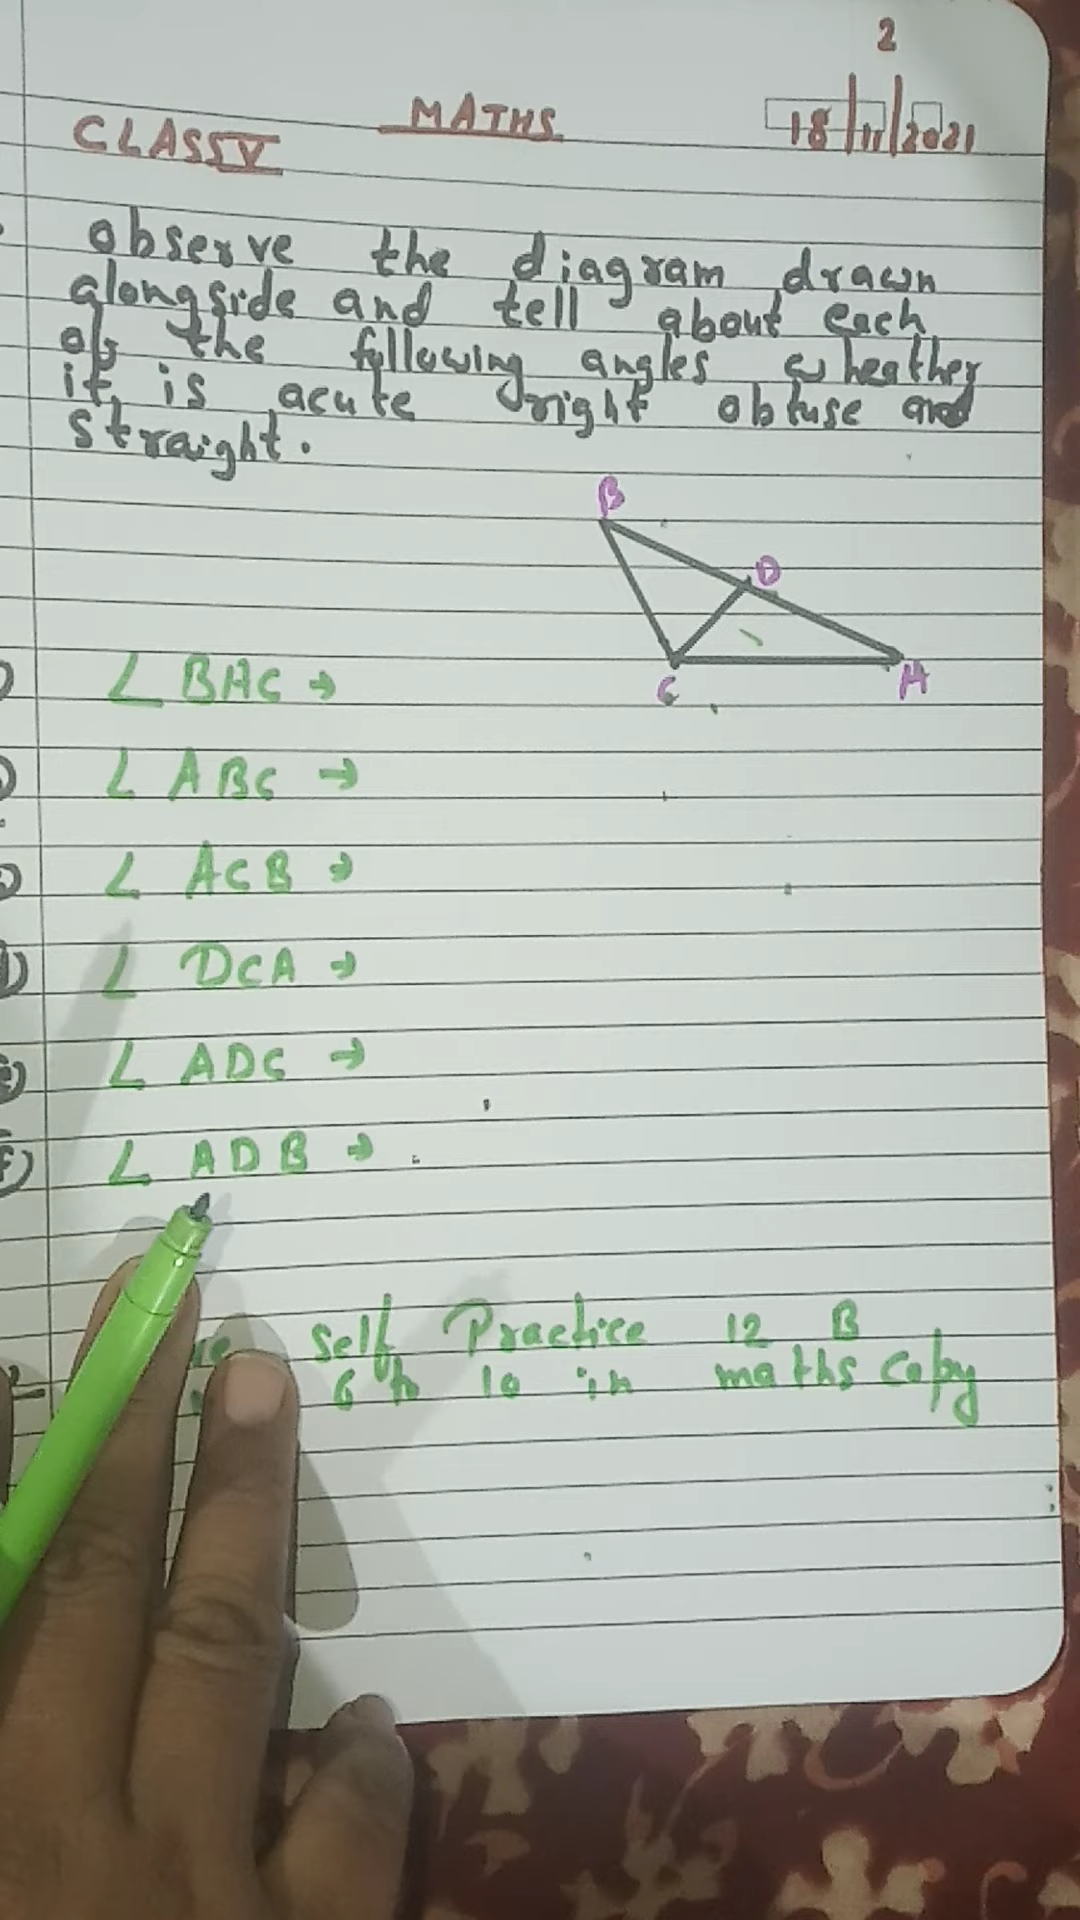 2
CLASS V MATHS 18/11/2021
observe the diagram drawn
alongside and tell about each
of the following angles wheather
it is acute right obtuse and
straight.
B
D
C A
∠ BAC →
∠ ABC →
∠ ACB →
∠ DCA →
∠ ADC →
f) ∠ ADB →
self Practice 12 B
6 to 10 in maths copy